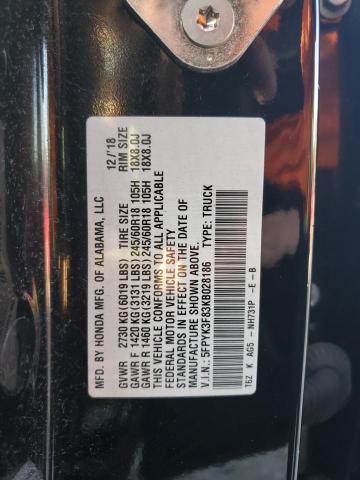 MFD. BY HONDA MFG. OF ALABAMA, LLC 12/'18
GVWR 2730 KG(6019 LBS) TIRE SIZE RIM SIZE
GAWR F 1420 KG(3131 LBS) 245/60R18 105H 18X8.0J
GAWR R 1460 KG(3219 LBS) 245/60R18 105H 18X8.0J
THIS VEHICLE CONFORMS TO ALL APPLICABLE
FEDERAL MOTOR VEHICLE SAFETY
STANDARDS IN EFFECT ON THE DATE OF
MANUFACTURE SHOWN ABOVE.
V.I.N.: 5FPYK3F83KB028186 TYPE: TRUCK
T6Z K AG5 -NH731P -E -B